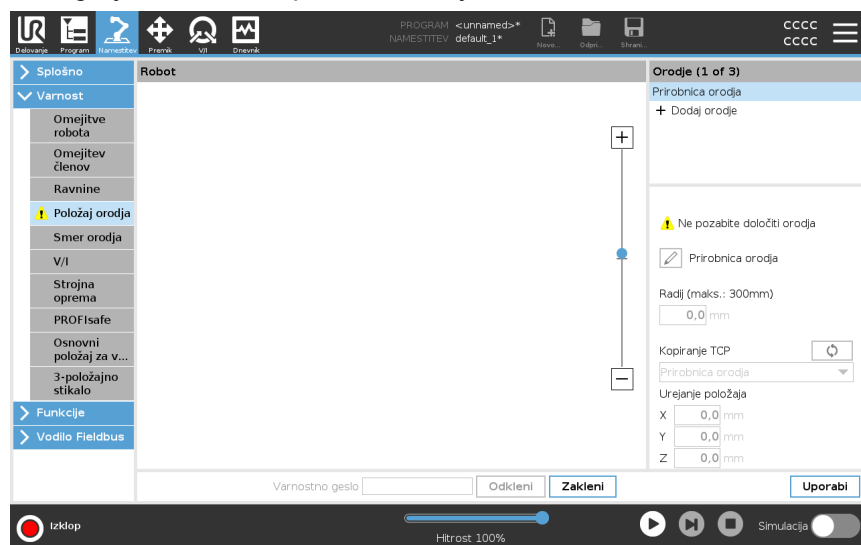 UR
PROGRAM <unnamed>*
NAMESTITEV default_1*
Delovanje Program Namestitev Premik V/I Dnevnik Novo... Odpri... Shrani...
cccc
cccc
Splošno
Varnost
Omejitve robota
Omejitev členov
Ravnine
Položaj orodja
Smer orodja
V/I
Strojna oprema
PROFIsafe
Osnovni položaj za v...
3-položajno stikalo
Funkcije
Vodilo Fieldbus
Robot
Orodje (1 of 3)
Prirobnica orodja
+ Dodaj orodje
Ne pozabite določiti orodja
Prirobnica orodja
Radij (maks.: 300mm)
0,0 mm
Kopiranje TCP
Prirobnica orodja
Urejanje položaja
X 0,0 mm
Y 0,0 mm
Z 0,0 mm
Varnostno geslo Odkleni Zakleni Uporabi
Izklop
Hitrost 100%
Simulacija